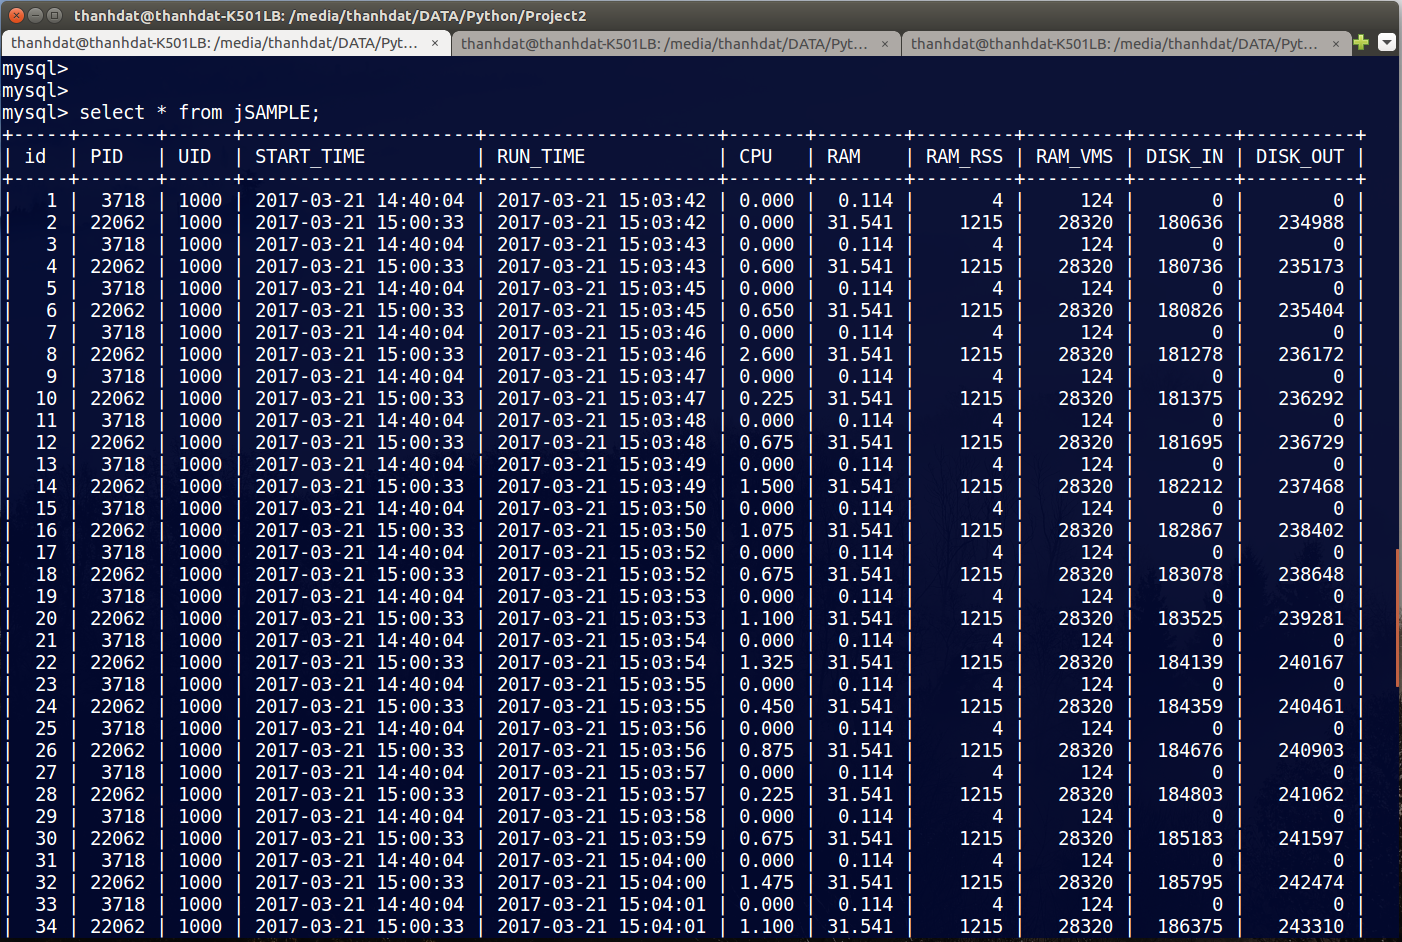 thanhdat@thanhdat-K501LB: /media/thanhdat/DATA/Python/Project2
thanhdat@thanhdat-K501LB: /media/thanhdat/DATA/Pyt... × thanhdat@thanhdat-K501LB: /media/thanhdat/DATA/Pyt... × thanhdat@thanhdat-K501LB: /media/thanhdat/DATA/Pyt... ×
mysql>
mysql>
mysql> select * from jSAMPLE;
+-----+-------+------+---------------------+---------------------+-------+--------+---------+---------+---------+----------+
| id | PID | UID | START_TIME | RUN_TIME | CPU | RAM | RAM_RSS | RAM_VMS | DISK_IN | DISK_OUT |
+-----+-------+------+---------------------+---------------------+-------+--------+---------+---------+---------+----------+
| 1 | 3718 | 1000 | 2017-03-21 14:40:04 | 2017-03-21 15:03:42 | 0.000 | 0.114 | 4 | 124 | 0 | 0 |
| 2 | 22062 | 1000 | 2017-03-21 15:00:33 | 2017-03-21 15:03:42 | 0.000 | 31.541 | 1215 | 28320 | 180636 | 234988 |
| 3 | 3718 | 1000 | 2017-03-21 14:40:04 | 2017-03-21 15:03:43 | 0.000 | 0.114 | 4 | 124 | 0 | 0 |
| 4 | 22062 | 1000 | 2017-03-21 15:00:33 | 2017-03-21 15:03:43 | 0.600 | 31.541 | 1215 | 28320 | 180736 | 235173 |
| 5 | 3718 | 1000 | 2017-03-21 14:40:04 | 2017-03-21 15:03:45 | 0.000 | 0.114 | 4 | 124 | 0 | 0 |
| 6 | 22062 | 1000 | 2017-03-21 15:00:33 | 2017-03-21 15:03:45 | 0.650 | 31.541 | 1215 | 28320 | 180826 | 235404 |
| 7 | 3718 | 1000 | 2017-03-21 14:40:04 | 2017-03-21 15:03:46 | 0.000 | 0.114 | 4 | 124 | 0 | 0 |
| 8 | 22062 | 1000 | 2017-03-21 15:00:33 | 2017-03-21 15:03:46 | 2.600 | 31.541 | 1215 | 28320 | 181278 | 236172 |
| 9 | 3718 | 1000 | 2017-03-21 14:40:04 | 2017-03-21 15:03:47 | 0.000 | 0.114 | 4 | 124 | 0 | 0 |
| 10 | 22062 | 1000 | 2017-03-21 15:00:33 | 2017-03-21 15:03:47 | 0.225 | 31.541 | 1215 | 28320 | 181375 | 236292 |
| 11 | 3718 | 1000 | 2017-03-21 14:40:04 | 2017-03-21 15:03:48 | 0.000 | 0.114 | 4 | 124 | 0 | 0 |
| 12 | 22062 | 1000 | 2017-03-21 15:00:33 | 2017-03-21 15:03:48 | 0.675 | 31.541 | 1215 | 28320 | 181695 | 236729 |
| 13 | 3718 | 1000 | 2017-03-21 14:40:04 | 2017-03-21 15:03:49 | 0.000 | 0.114 | 4 | 124 | 0 | 0 |
| 14 | 22062 | 1000 | 2017-03-21 15:00:33 | 2017-03-21 15:03:49 | 1.500 | 31.541 | 1215 | 28320 | 182212 | 237468 |
| 15 | 3718 | 1000 | 2017-03-21 14:40:04 | 2017-03-21 15:03:50 | 0.000 | 0.114 | 4 | 124 | 0 | 0 |
| 16 | 22062 | 1000 | 2017-03-21 15:00:33 | 2017-03-21 15:03:50 | 1.075 | 31.541 | 1215 | 28320 | 182867 | 238402 |
| 17 | 3718 | 1000 | 2017-03-21 14:40:04 | 2017-03-21 15:03:52 | 0.000 | 0.114 | 4 | 124 | 0 | 0 |
| 18 | 22062 | 1000 | 2017-03-21 15:00:33 | 2017-03-21 15:03:52 | 0.675 | 31.541 | 1215 | 28320 | 183078 | 238648 |
| 19 | 3718 | 1000 | 2017-03-21 14:40:04 | 2017-03-21 15:03:53 | 0.000 | 0.114 | 4 | 124 | 0 | 0 |
| 20 | 22062 | 1000 | 2017-03-21 15:00:33 | 2017-03-21 15:03:53 | 1.100 | 31.541 | 1215 | 28320 | 183525 | 239281 |
| 21 | 3718 | 1000 | 2017-03-21 14:40:04 | 2017-03-21 15:03:54 | 0.000 | 0.114 | 4 | 124 | 0 | 0 |
| 22 | 22062 | 1000 | 2017-03-21 15:00:33 | 2017-03-21 15:03:54 | 1.325 | 31.541 | 1215 | 28320 | 184139 | 240167 |
| 23 | 3718 | 1000 | 2017-03-21 14:40:04 | 2017-03-21 15:03:55 | 0.000 | 0.114 | 4 | 124 | 0 | 0 |
| 24 | 22062 | 1000 | 2017-03-21 15:00:33 | 2017-03-21 15:03:55 | 0.450 | 31.541 | 1215 | 28320 | 184359 | 240461 |
| 25 | 3718 | 1000 | 2017-03-21 14:40:04 | 2017-03-21 15:03:56 | 0.000 | 0.114 | 4 | 124 | 0 | 0 |
| 26 | 22062 | 1000 | 2017-03-21 15:00:33 | 2017-03-21 15:03:56 | 0.875 | 31.541 | 1215 | 28320 | 184676 | 240903 |
| 27 | 3718 | 1000 | 2017-03-21 14:40:04 | 2017-03-21 15:03:57 | 0.000 | 0.114 | 4 | 124 | 0 | 0 |
| 28 | 22062 | 1000 | 2017-03-21 15:00:33 | 2017-03-21 15:03:57 | 0.225 | 31.541 | 1215 | 28320 | 184803 | 241062 |
| 29 | 3718 | 1000 | 2017-03-21 14:40:04 | 2017-03-21 15:03:58 | 0.000 | 0.114 | 4 | 124 | 0 | 0 |
| 30 | 22062 | 1000 | 2017-03-21 15:00:33 | 2017-03-21 15:03:59 | 0.675 | 31.541 | 1215 | 28320 | 185183 | 241597 |
| 31 | 3718 | 1000 | 2017-03-21 14:40:04 | 2017-03-21 15:04:00 | 0.000 | 0.114 | 4 | 124 | 0 | 0 |
| 32 | 22062 | 1000 | 2017-03-21 15:00:33 | 2017-03-21 15:04:00 | 1.475 | 31.541 | 1215 | 28320 | 185795 | 242474 |
| 33 | 3718 | 1000 | 2017-03-21 14:40:04 | 2017-03-21 15:04:01 | 0.000 | 0.114 | 4 | 124 | 0 | 0 |
| 34 | 22062 | 1000 | 2017-03-21 15:00:33 | 2017-03-21 15:04:01 | 1.100 | 31.541 | 1215 | 28320 | 186375 | 243310 |